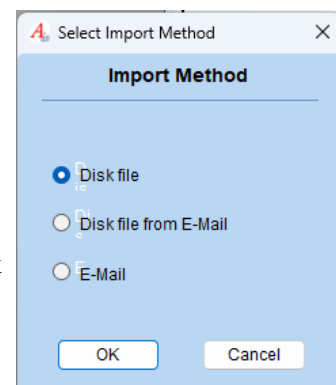 Select Import Method
Import Method
Disk file
Disk file from E-Mail
E-Mail
OK
Cancel